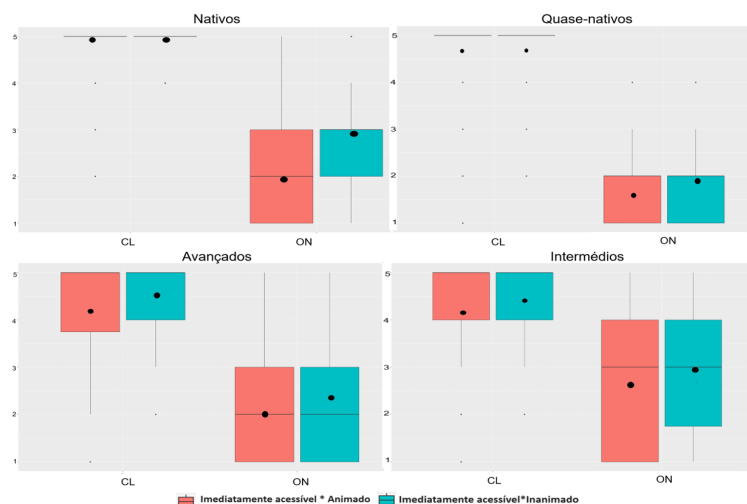 Nativos
5
4
3
2
1
CL ON
Quase-nativos
5
4
3
2
1
CL ON
Avançados
5
4
3
2
1
CL ON
Intermédios
5
4
3
2
1
CL ON
Imediatamente acessível * Animado Imediatamente acessível*Inanimado